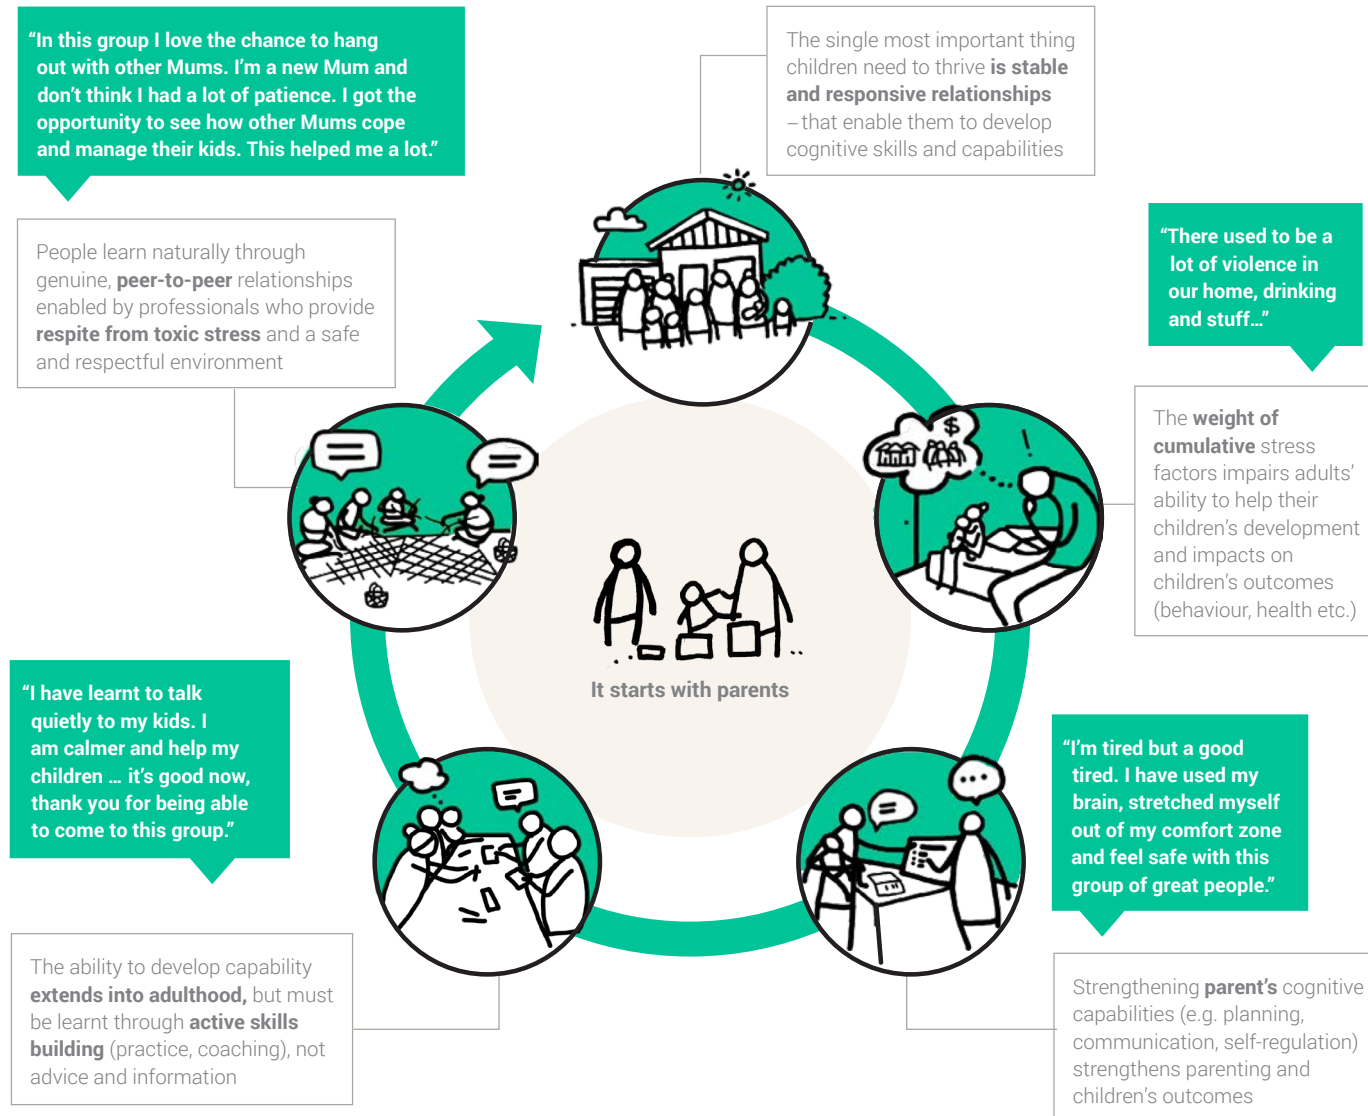 “In this group I love the chance to hang
out with other Mums. I’m a new Mum and
don’t think I had a lot of patience. I got the
opportunity to see how other Mums cope
and manage their kids. This helped me a lot.”
People learn naturally through
genuine, peer-to-peer relationships
enabled by professionals who provide
respite from toxic stress and a safe
and respectful environment
The single most important thing
children need to thrive is stable
and responsive relationships
– that enable them to develop
cognitive skills and capabilities
“There used to be a
lot of violence in
our home, drinking
and stuff...”
The weight of
cumulative stress
factors impairs adults’
ability to help their
children’s development
and impacts on
children’s outcomes
(behaviour, health etc.)
$
!
It starts with parents
“I’m tired but a good
tired. I have used my
brain, stretched myself
out of my comfort zone
and feel safe with this
group of great people.”
Strengthening parent’s cognitive
capabilities (e.g. planning,
communication, self-regulation)
strengthens parenting and
children’s outcomes
“I have learnt to talk
quietly to my kids. I
am calmer and help my
children ... it’s good now,
thank you for being able
to come to this group.”
The ability to develop capability
extends into adulthood, but must
be learnt through active skills
building (practice, coaching), not
advice and information